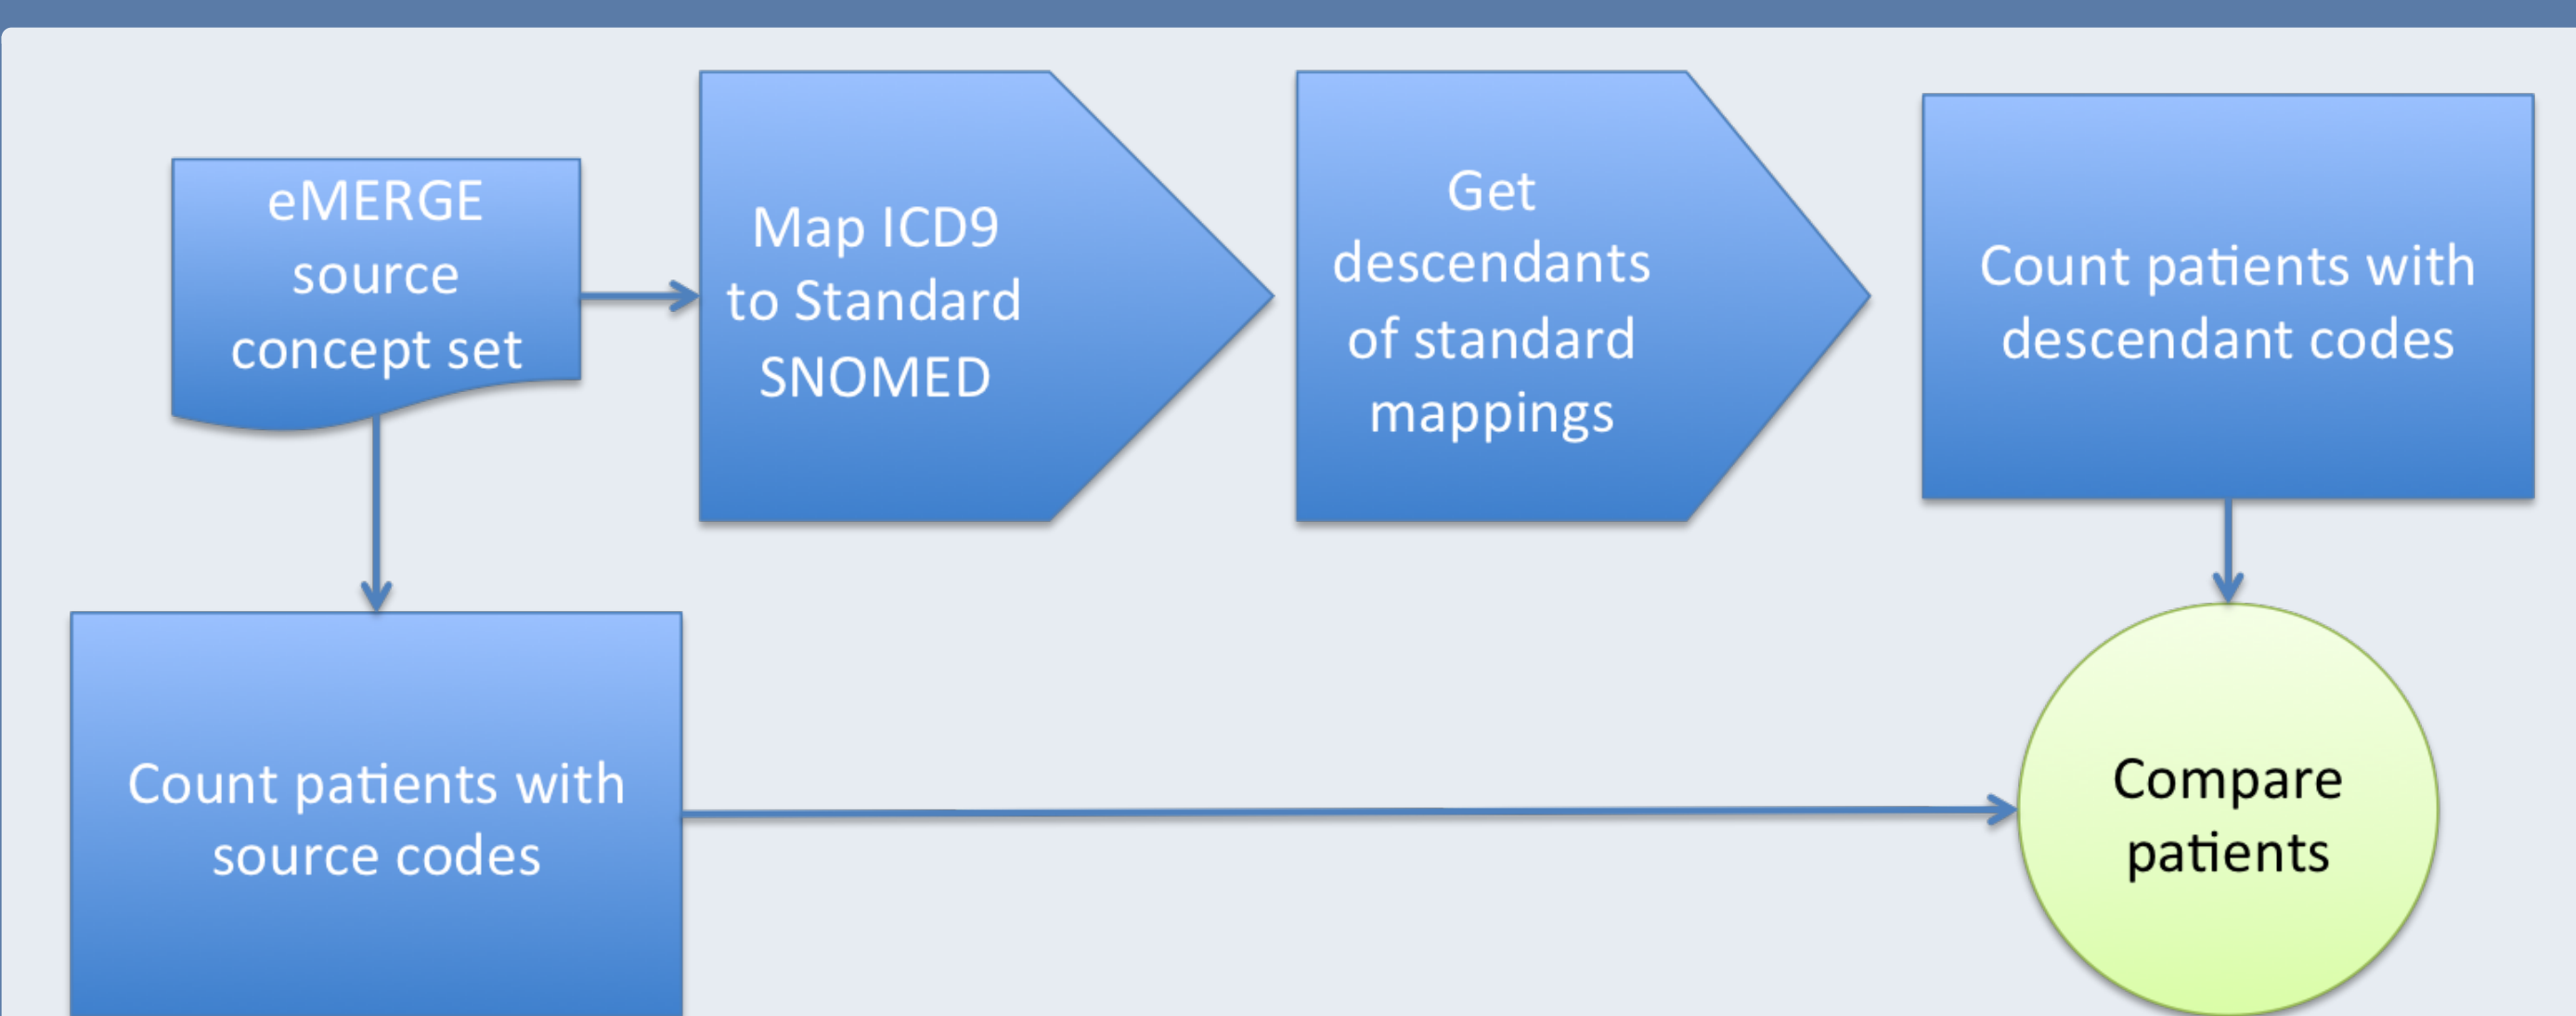 eMERGE
source
concept set
Map ICD9
to Standard
SNOMED
Get
descendants
of standard
mappings
Count patients with
descendant codes
Count patients with
source codes
Compare
patients